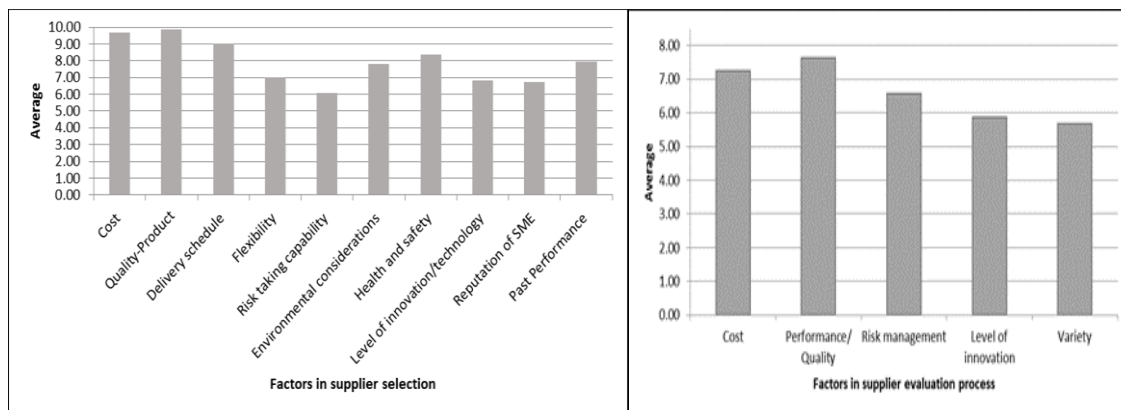 10.00
9.00
8.00
7.00
6.00
5.00
4.00
3.00
2.00
1.00
0.00
Average
Cost
Quality-Product
Delivery schedule
Flexibility
Risk taking capability
Environmental considerations
Health and safety
Level of innovation/technology
Reputation of SME
Past Performance
Factors in supplier selection
8.00
7.00
6.00
5.00
4.00
3.00
2.00
1.00
0.00
Average
Cost
Performance/
Quality
Risk management
Level of
innovation
Variety
Factors in supplier evaluation process